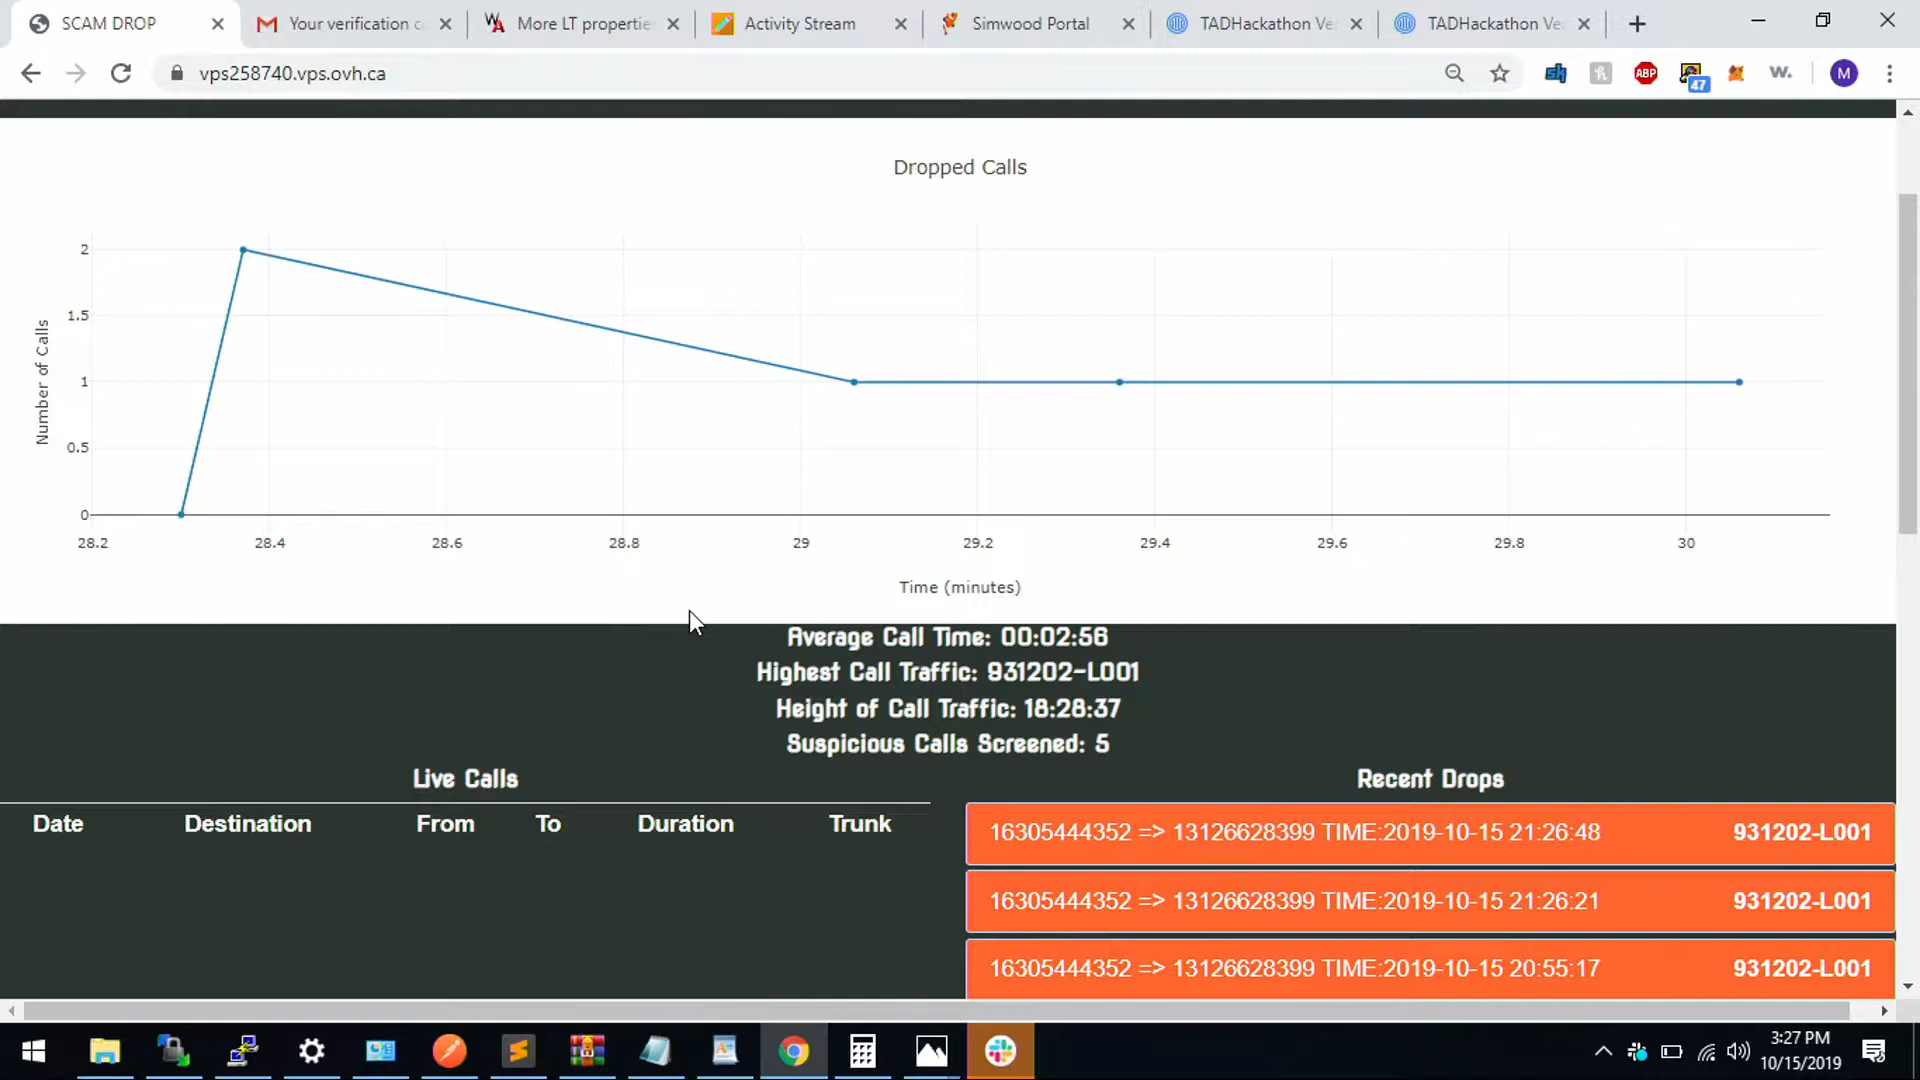 SCAM DROP
Your verification c
More LT propertie
Activity Stream
Simwood Portal
TADHackathon Ve
TADHackathon Ve
vps258740.vps.ovh.ca
ABP
47
W.
M
Dropped Calls
Number of Calls
2
1.5
1
0.5
0
28.2 28.4 28.6 28.8 29 29.2 29.4 29.6 29.8 30
Time (minutes)
Average Call Time: 00:02:56
Highest Call Traffic: 931202-L001
Height of Call Traffic: 18:28:37
Suspicious Calls Screened: 5
Live Calls
Date Destination From To Duration Trunk
Recent Drops
16305444352 => 13126628399 TIME:2019-10-15 21:26:48 931202-L001
16305444352 => 13126628399 TIME:2019-10-15 21:26:21 931202-L001
16305444352 => 13126628399 TIME:2019-10-15 20:55:17 931202-L001
3:27 PM
10/15/2019